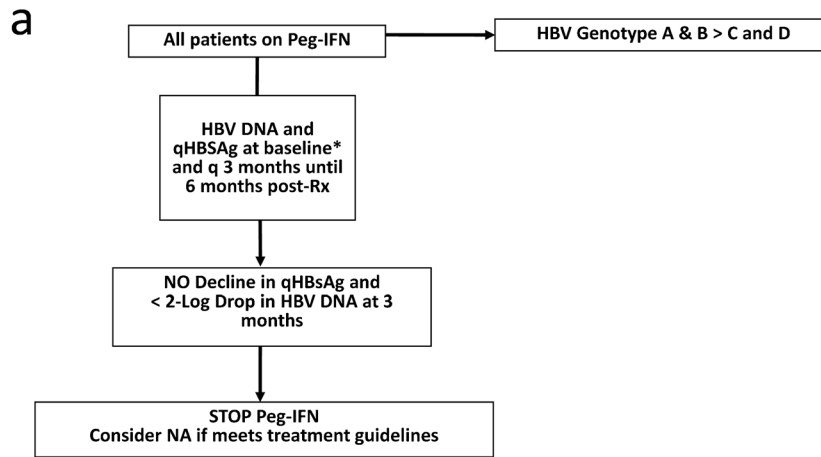 a
All patients on Peg-IFN
HBV Genotype A & B > C and D
HBV DNA and
qHBSAg at baseline*
and q 3 months until
6 months post-Rx
NO Decline in qHBsAg and
< 2-Log Drop in HBV DNA at 3
months
STOP Peg-IFN
Consider NA if meets treatment guidelines